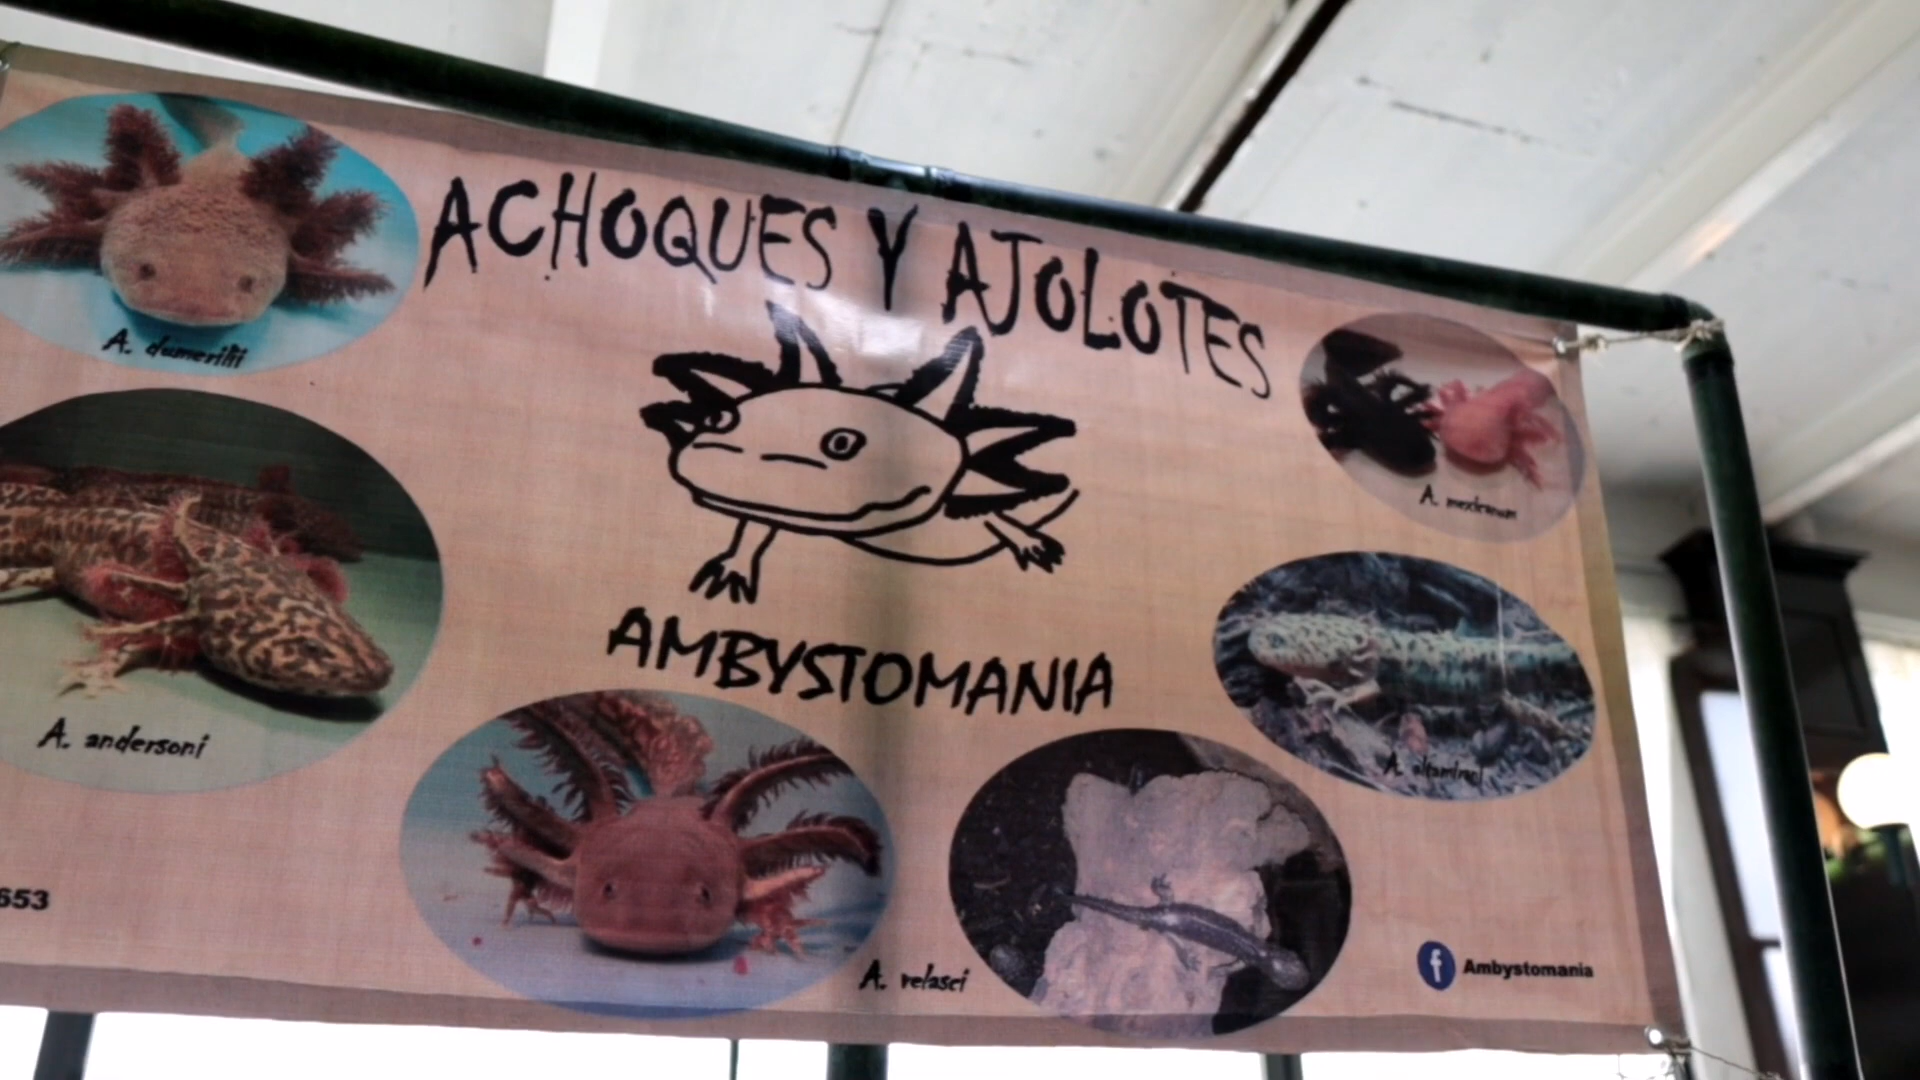 ACHOQUES Y AJOLOTES
A. dumerilii
A. mexicanum
AMBYSTOMANIA
A. andersoni
A. altamirani
653
A. velasci
Ambystomania